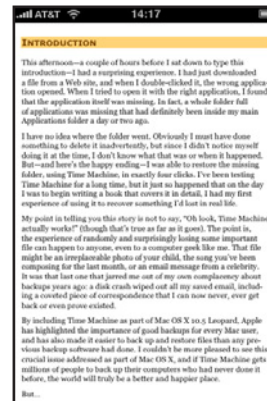 AT&T 14:17
INTRODUCTION
This afternoon—a couple of hours before I sat down to type this
introduction—I had a surprising experience. I had just downloaded
a file from a Web site, and when I double-clicked it, the wrong applica-
tion opened. When I tried to open it with the right application, I found
that the application itself was missing. In fact, a whole folder full
of applications was missing that had definitely been inside my main
Applications folder a day or two ago.
I have no idea where the folder went. Obviously I must have done
something to delete it inadvertently, but since I didn't notice myself
doing it at the time, I don't know what that was or when it happened.
But—and here's the happy ending—I was able to restore the missing
folder, using Time Machine, in exactly four clicks. I've been testing
Time Machine for a long time, but it just so happened that on the day
I was to begin writing a book that covers it in detail, I had my first
experience of using it to recover something I'd lost in real life.
My point in telling you this story is not to say, "Oh look, Time Machine
actually works!" (though that's true as far as it goes). The point is,
the experience of randomly and surprisingly losing some important
file can happen to anyone, even to a computer geek like me. That file
might be an irreplaceable photo of your child, the song you've been
composing for the last month, or an email message from a celebrity.
It was that last one that jarred me out of my own complacency about
backups years ago: a disk crash wiped out all my saved email, includ-
ing a coveted piece of correspondence that I can now never, ever get
back or even prove existed.
By including Time Machine as part of Mac OS X 10.5 Leopard, Apple
has highlighted the importance of good backups for every Mac user,
and has also made it easier to back up and restore files than any pre-
vious backup software had done. I couldn't be more pleased to see this
crucial issue addressed as part of Mac OS X, and if Time Machine gets
millions of people to back up their computers who had never done it
before, the world will truly be a better and happier place.
But...